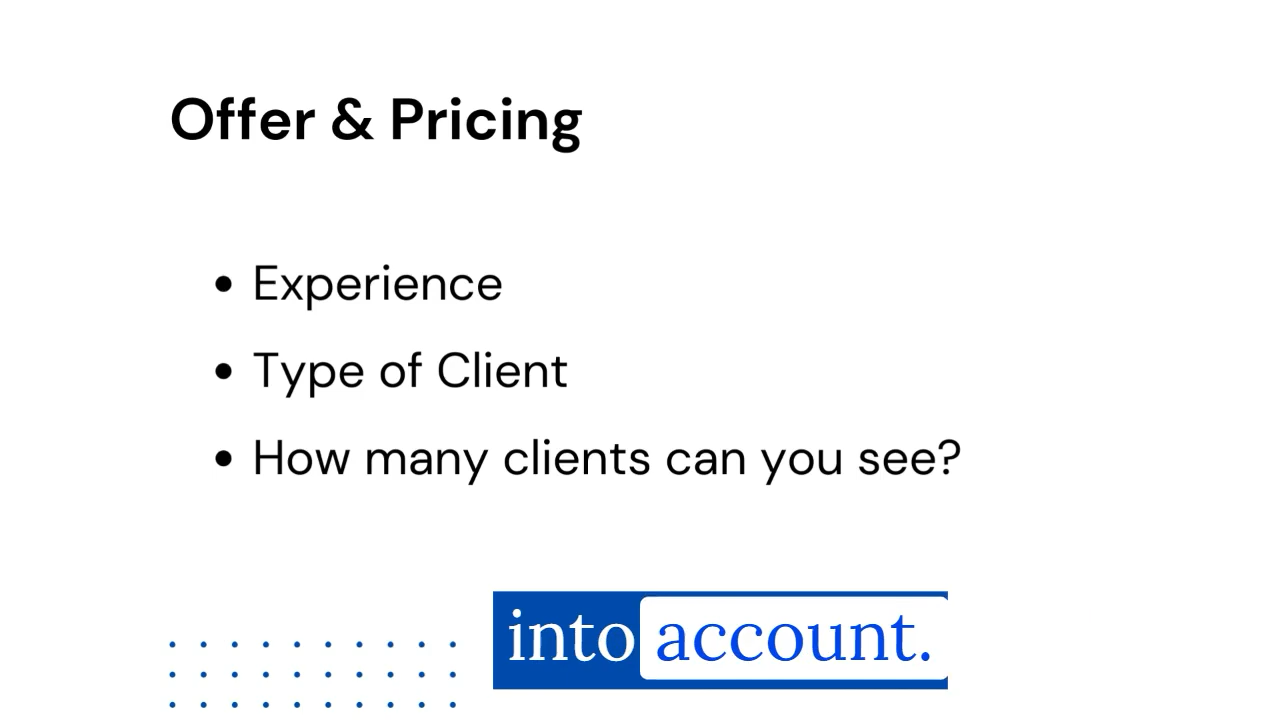 Offer & Pricing
• Experience
• Type of Client
• How many clients can you see?
into account.